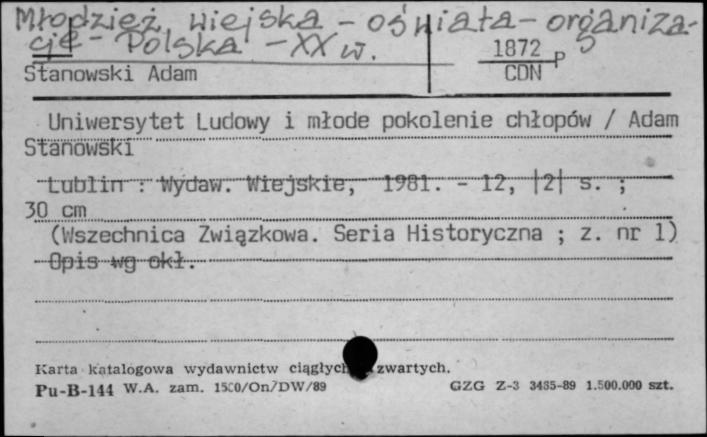 Młodzież wiejska - oświata - organiza-
cje - Polska - XX w.
1872 P
CDN
Stanowski Adam
Uniwersytet Ludowy i młode pokolenie chłopów / Adam
Stanowski
Lublin : Wydaw. Wiejskie, 1981. - 12, |2| s. ;
30 cm
(Wszechnica Związkowa. Seria Historyczna ; z. nr 1)
Opis wg okł.
Karta katalogowa wydawnictw ciągłych zwartych.
Pu-B-144 W.A. zam. 1500/On/DW/89 GZG Z-3 3485-89 1.500.000 szt.